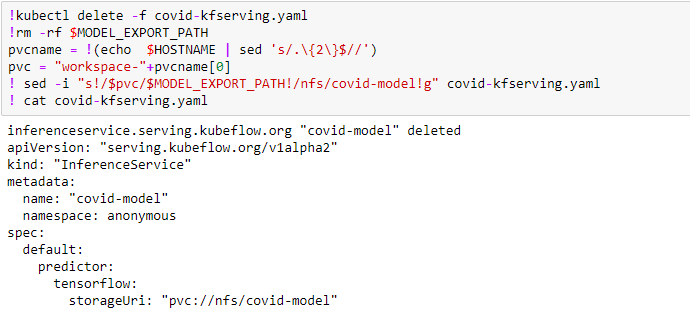 !kubectl delete -f covid-kfserving.yaml
!rm -rf $MODEL_EXPORT_PATH
pvcname = !(echo  $HOSTNAME | sed 's/.\{2\}$//')
pvc = "workspace-"+pvcname[0]
! sed -i "s!/$pvc/$MODEL_EXPORT_PATH!/nfs/covid-model!g" covid-kfserving.yaml
! cat covid-kfserving.yaml
inferenceservice.serving.kubeflow.org "covid-model" deleted
apiVersion: "serving.kubeflow.org/v1alpha2"
kind: "InferenceService"
metadata:
  name: "covid-model"
  namespace: anonymous
spec:
  default:
    predictor:
      tensorflow:
        storageUri: "pvc://nfs/covid-model"